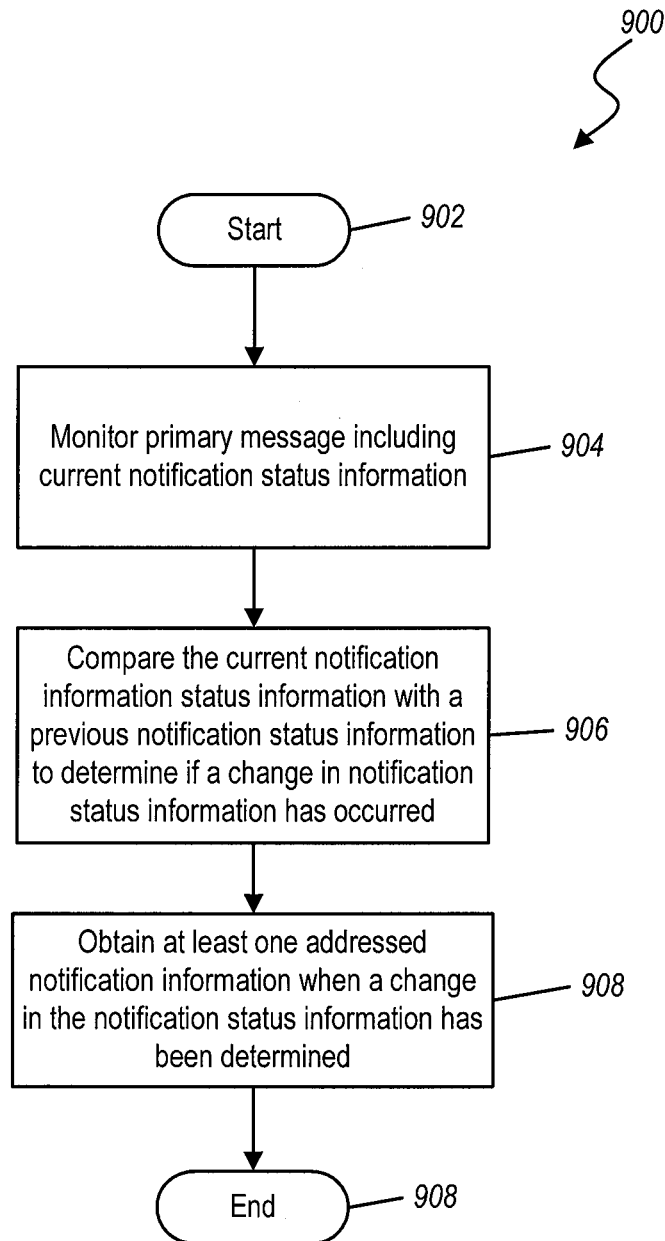 900
Start
902
Monitor primary message including
current notification status information
904
Compare the current notification
information status information with a
previous notification status information
to determine if a change in notification
status information has occurred
906
Obtain at least one addressed
notification information when a change
in the notification status information has
been determined
908
End
908